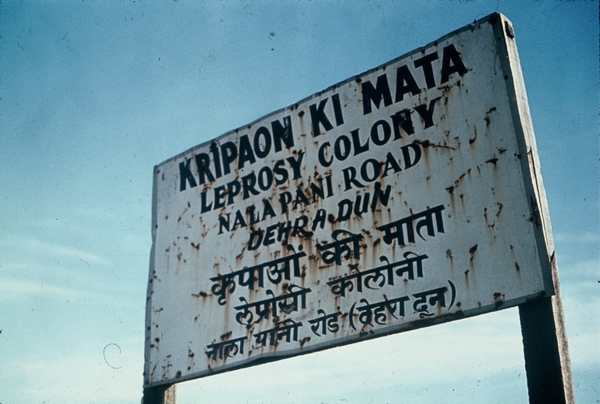 KRIPAON KI MATA
LEPROSY COLONY
NALA PANI ROAD
DEHRA DUN
कृपाओं की माता
लेप्रोसी कोलोनी
नाला पानी रोड (देहरा दून)